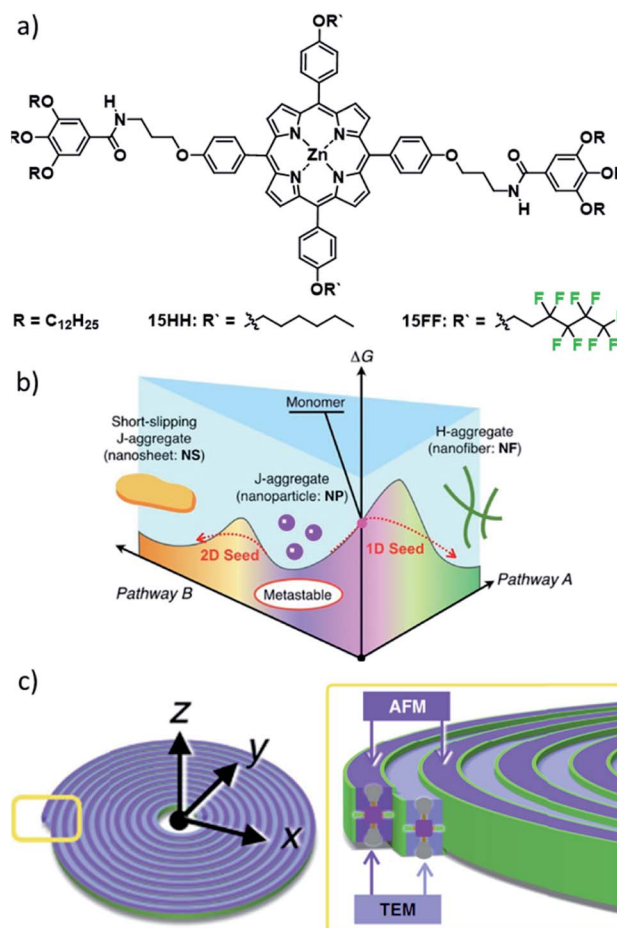 a)
OR`
RO
H
N
RO
RO
O
O
N
N
Zn
N
N
O
N
H
O
OR
OR
OR
OR`
R = C₁₂H₂₅
15HH: R` =
15FF: R` =
F F F F
F
F F F F
b)
ΔG
Monomer
Short-slipping
J-aggregate
(nanosheet: NS)
J-aggregate
(nanoparticle: NP)
H-aggregate
(nanofiber: NF)
2D Seed
1D Seed
Pathway B
Metastable
Pathway A
c)
z
y
x
AFM
TEM